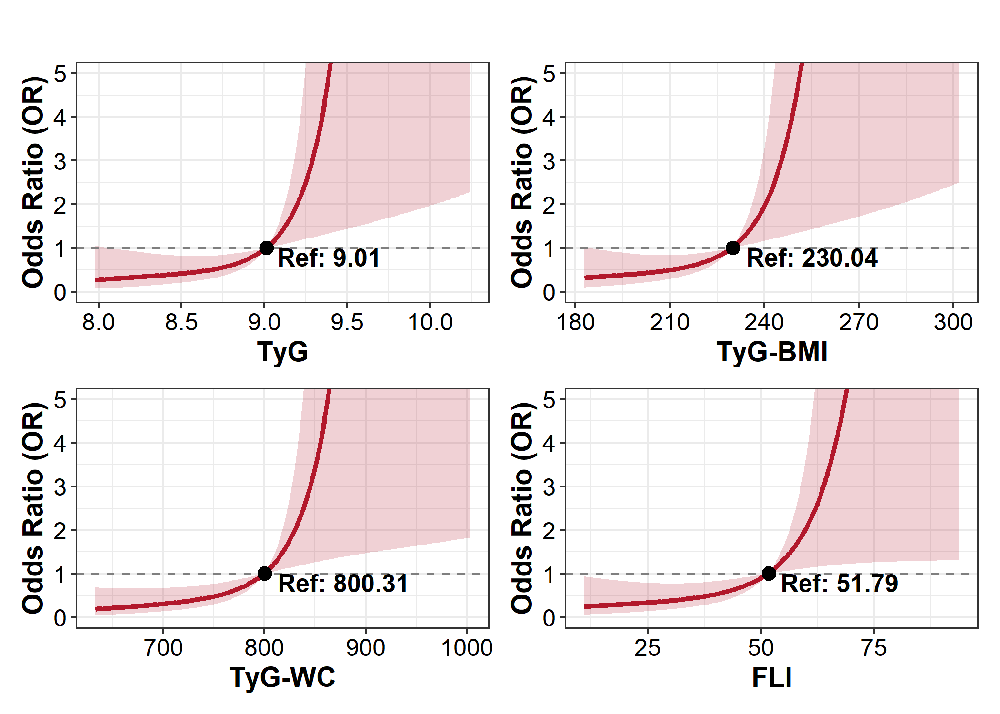 Odds Ratio (OR)
5
4
3
2
1
0
Ref: 9.01
8.0 8.5 9.0 9.5 10.0
TyG
Odds Ratio (OR)
5
4
3
2
1
0
Ref: 230.04
180 210 240 270 300
TyG-BMI
Odds Ratio (OR)
5
4
3
2
1
0
Ref: 800.31
700 800 900 1000
TyG-WC
Odds Ratio (OR)
5
4
3
2
1
0
Ref: 51.79
25 50 75
FLI